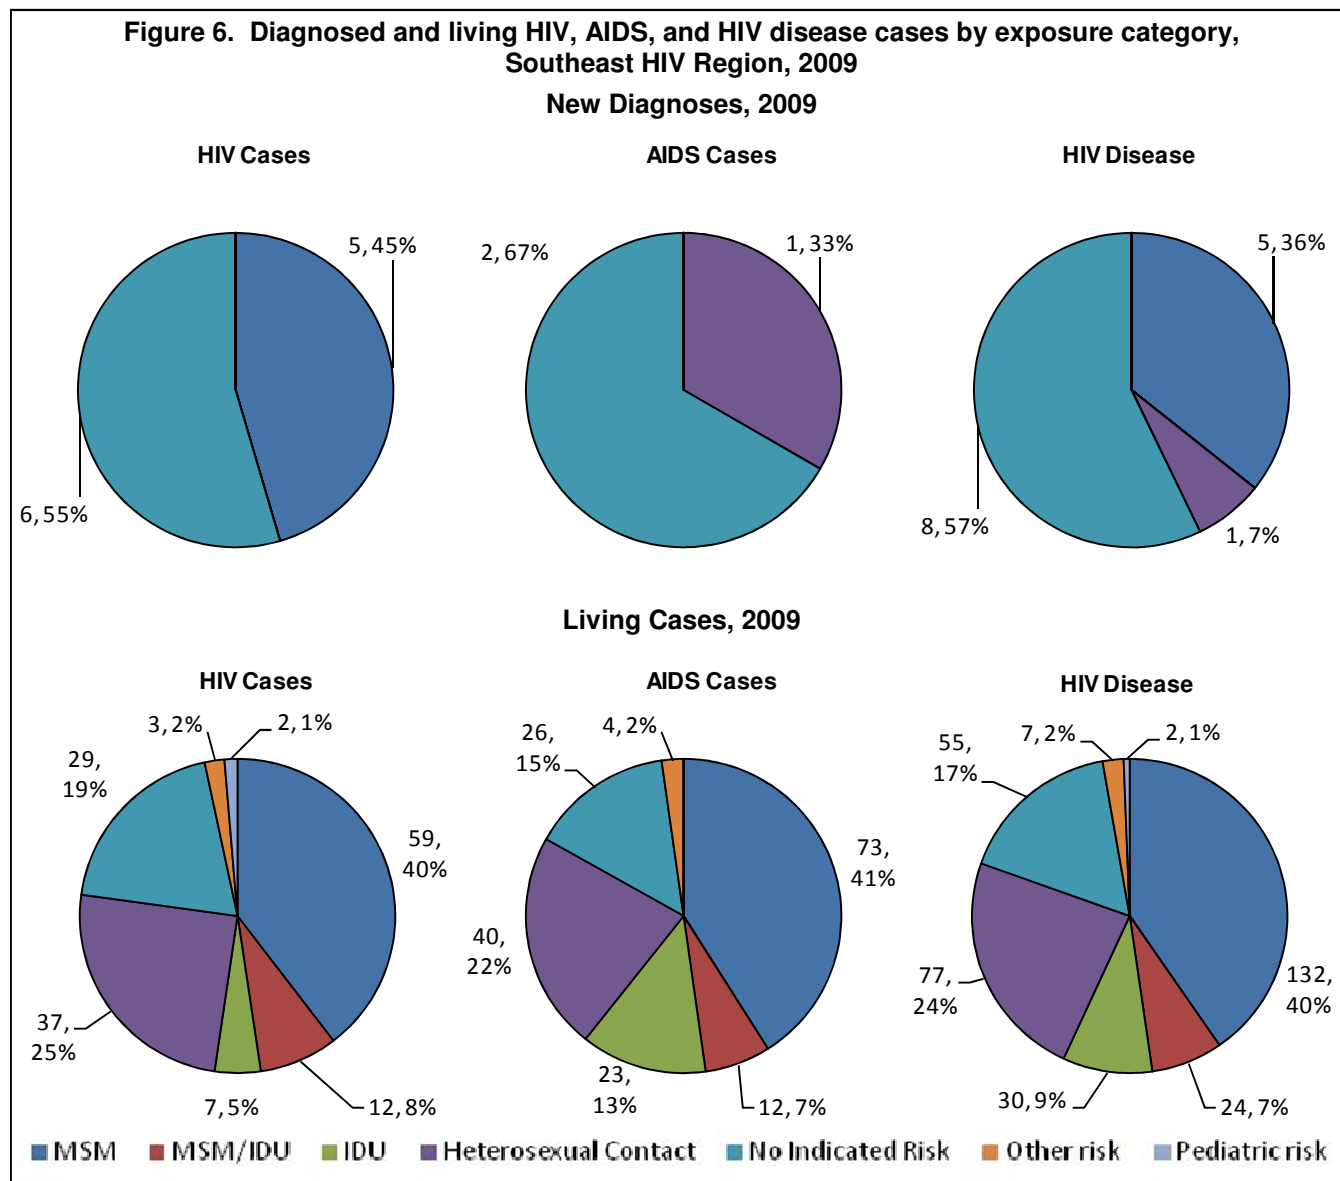 Figure 6.  Diagnosed and living HIV, AIDS, and HIV disease cases by exposure category,
Southeast HIV Region, 2009
New Diagnoses, 2009
HIV Cases
5, 45%
6, 55%
AIDS Cases
2, 67%
1, 33%
HIV Disease
5, 36%
8, 57%
1, 7%
Living Cases, 2009
HIV Cases
3, 2%
2, 1%
29,
19%
59,
40%
37,
25%
7, 5%
12, 8%
AIDS Cases
26,
15%
4, 2%
73,
41%
40,
22%
23,
13%
12, 7%
HIV Disease
55,
17%
7, 2%
2, 1%
77,
24%
132,
40%
30, 9%
24, 7%
MSM
MSM/IDU
IDU
Heterosexual Contact
No Indicated Risk
Other risk
Pediatric risk